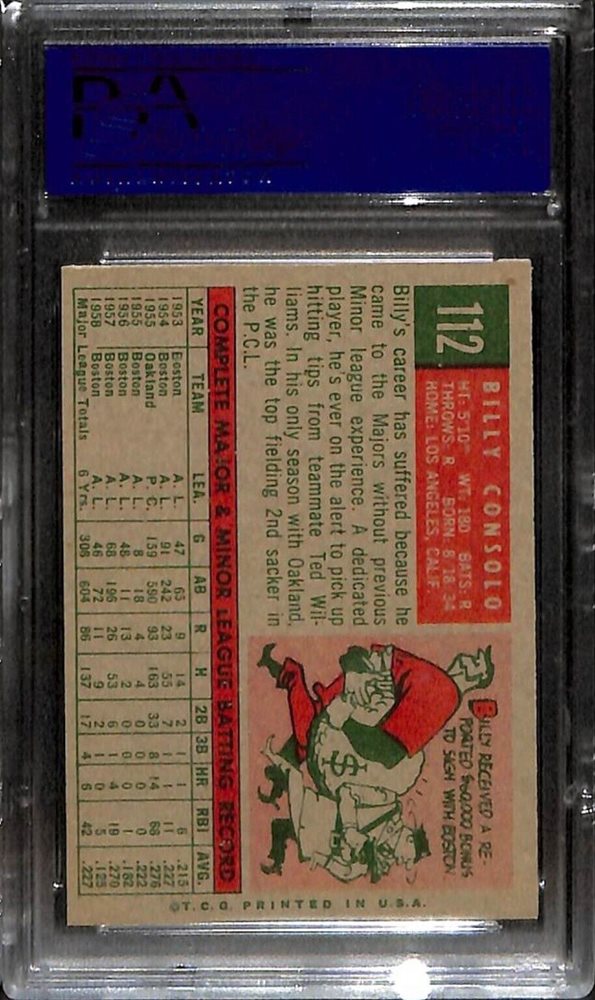 112
BILLY CONSOLO
HT: 5'10" WT: 180 BATS: R
THROWS: R BORN: 8 18 34
HOME: LOS ANGELES, CALIF.
Billy's career has suffered because he
came to the Majors without previous
Minor league experience. A dedicated
player, he's ever on the alert to pick up
hitting tips from teammate Ted Wil-
liams. In his only season with Oakland,
he was the top fielding 2nd sacker in
the P.C.L.
BILLY RECEIVED A RE-
PORTED $60,000 BONUS
TO SIGN WITH BOSTON
$
COMPLETE MAJOR & MINOR LEAGUE BATTING RECORD
YEAR TEAM LEA. G AB R H 2B 3B HR RBI AVG.
1953 Boston A. L. 47 65 9 14 2 1 1 6 .215
1954 Boston A. L. 91 242 23 55 7 1 1 11 .227
1955 Oakland P. C. 159 590 93 163 33 8 14 66 .276
1955 Boston A. L. 8 18 4 4 0 0 0 0 .222
1956 Boston A. L. 48 11 13 2 0 0 0 1 .182
1957 Boston A. L. 68 196 26 53 6 1 4 19 .270
1958 Boston A. L. 46 72 11 9 2 1 0 5 .125
Major League Totals 6 Yrs. 308 604 86 137 17 4 6 42 .227
©T.C.G. PRINTED IN U.S.A.